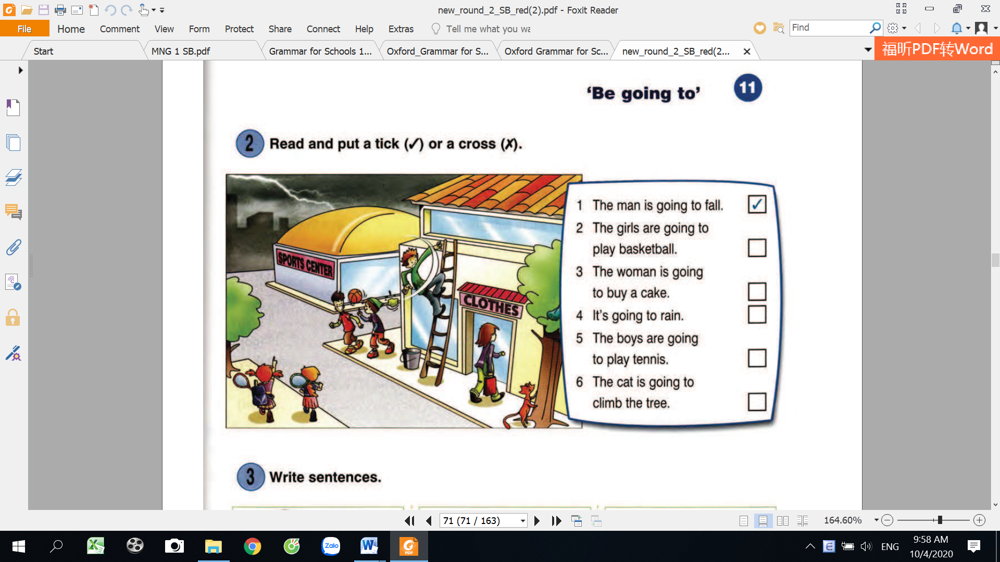 new_round_2_SB_red(2).pdf - Foxit Reader
File Home Comment View Form Protect Share Connect Help Extras Tell me what you wa
Find
Start MNG 1 SB.pdf Grammar for Schools 1... Oxford_Grammar for S... Oxford Grammar for Sc... new_round_2_SB_red(2...
福昕PDF转Word
‘Be going to’ 11
2 Read and put a tick (✓) or a cross (✗).
SPORTS CENTER
CLOTHES
1 The man is going to fall. ✓
2 The girls are going to
play basketball.
3 The woman is going
to buy a cake.
4 It’s going to rain.
5 The boys are going
to play tennis.
6 The cat is going to
climb the tree.
3 Write sentences.
71 (71 / 163)
164.60%
Zalo
PDF
ENG
9:58 AM
10/4/2020